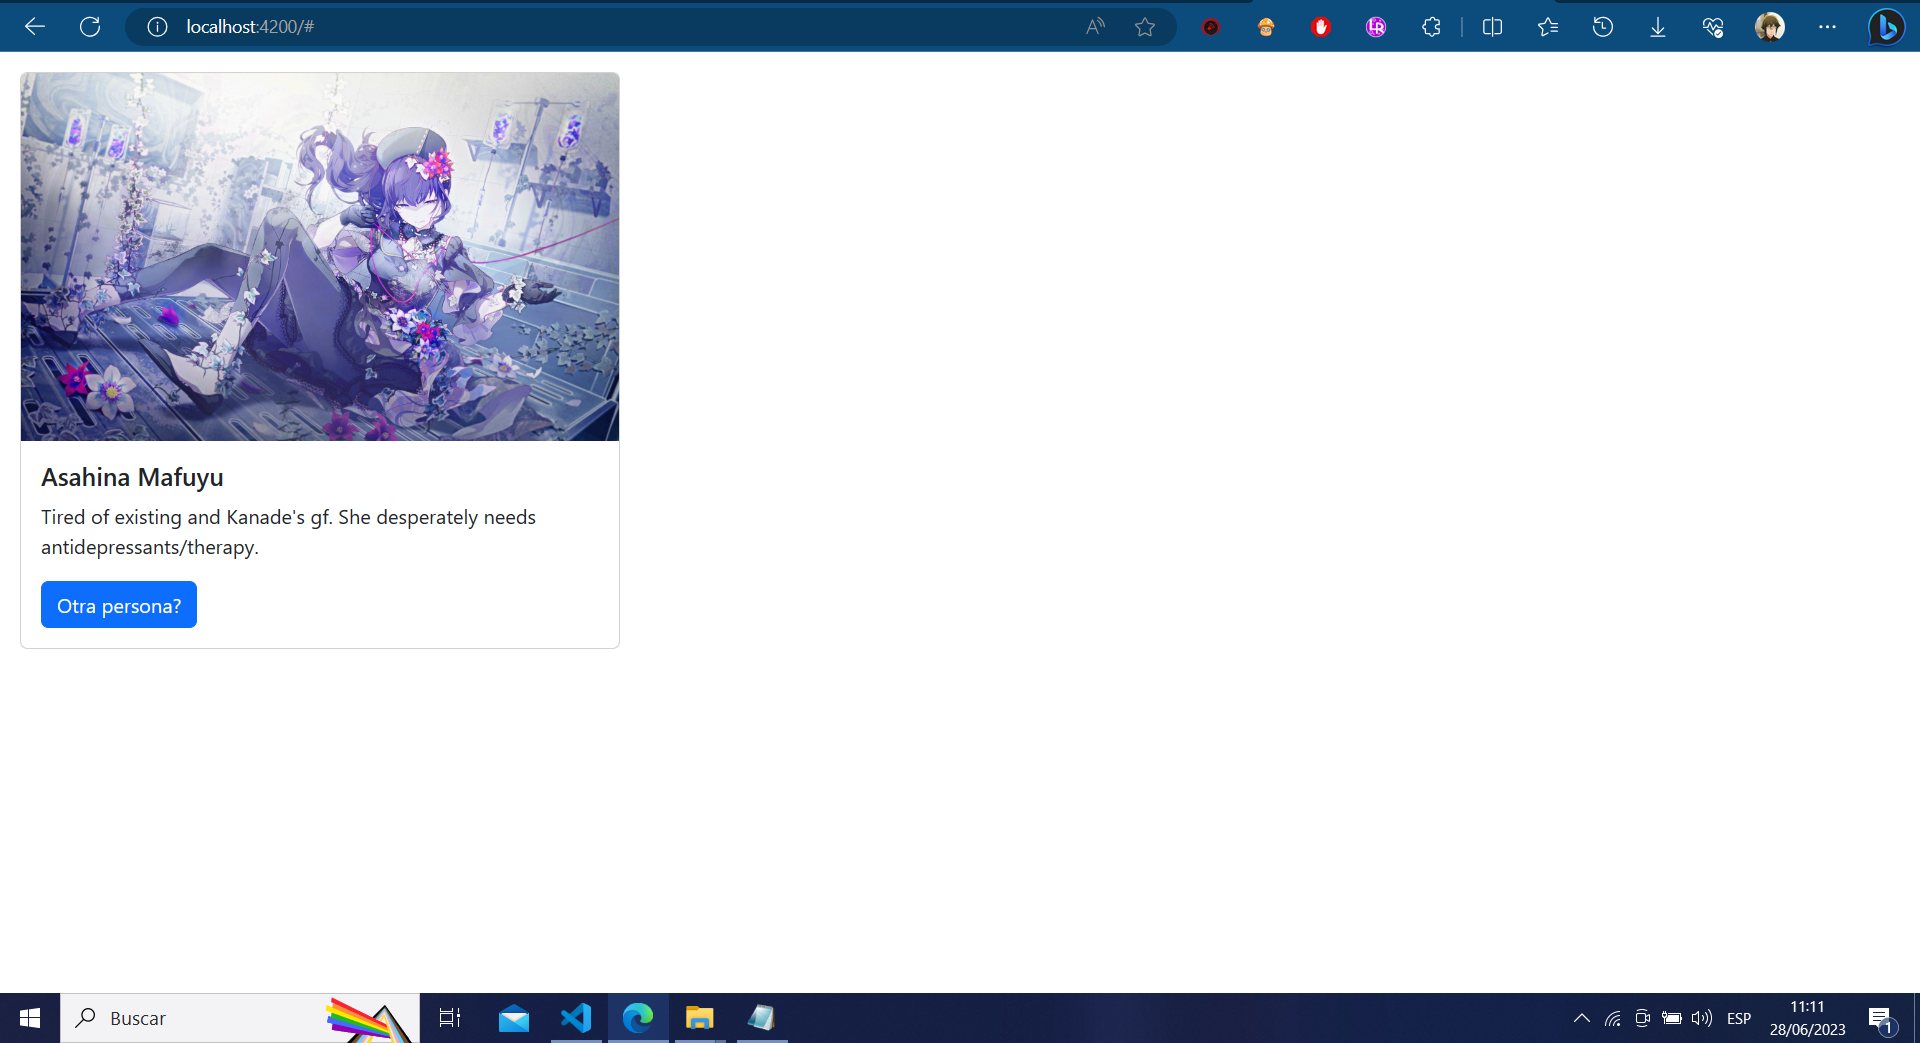 localhost:4200/#
Asahina Mafuyu
Tired of existing and Kanade's gf. She desperately needs
antidepressants/therapy.
Otra persona?
Buscar
ESP
11:11
28/06/2023
1